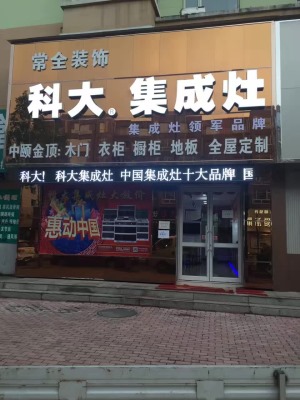 常全装饰
科大.集成灶
集成灶领军品牌
中颐金顶:木门 衣柜 橱柜 地板 全屋定制
科大! 科大集成灶 中国集成灶十大品牌 国
惠动中国